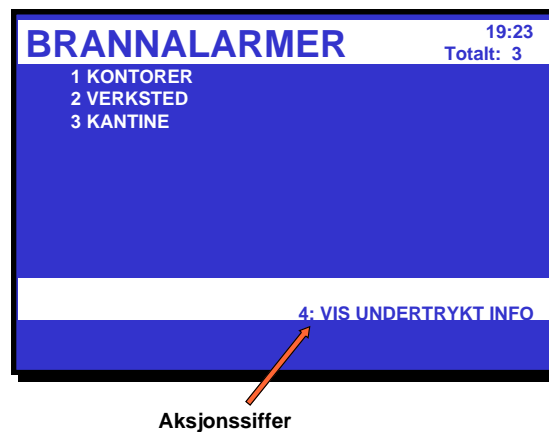 BRANNALARMER
19:23
Totalt: 3
1 KONTORER
2 VERKSTED
3 KANTINE
4: VIS UNDERTRYKT INFO
Aksjonssiffer